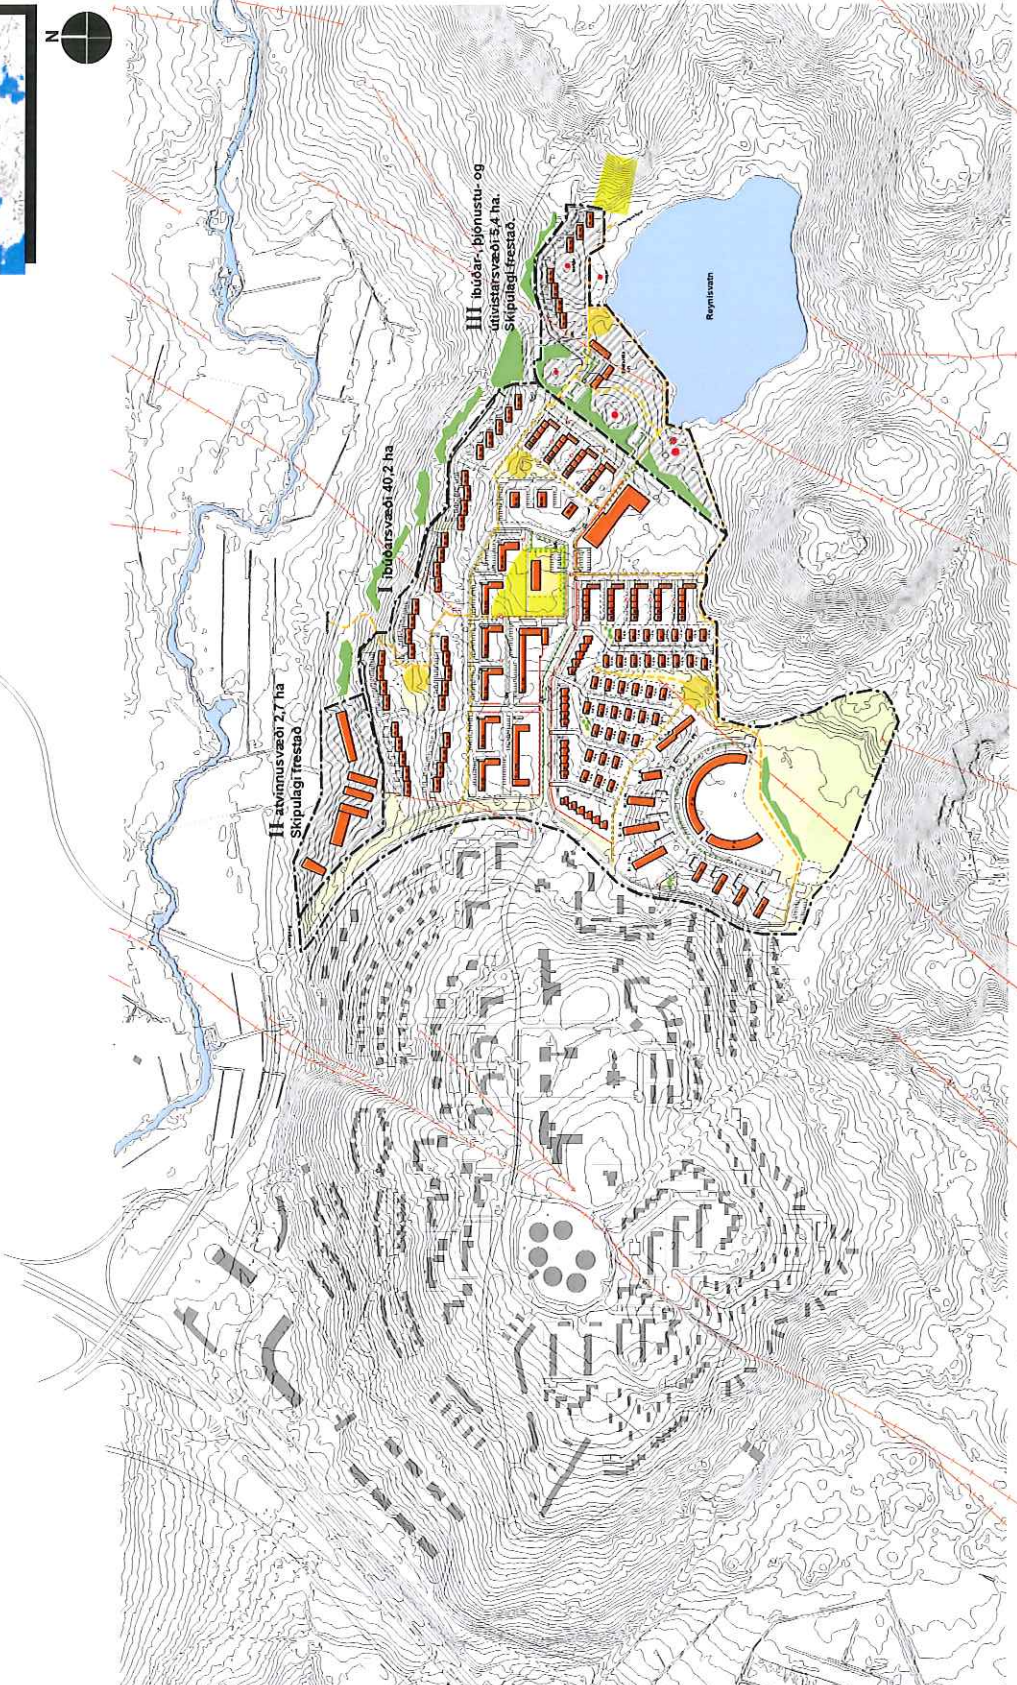 N
III íbúðar-, þjónustu- og
útivistarsvæði 5,4 ha.
Skipulagi frestað.
Reynisvatn
I íbúðarsvæði 40,2 ha
II atvinnusvæði 2,7 ha
Skipulagi frestað